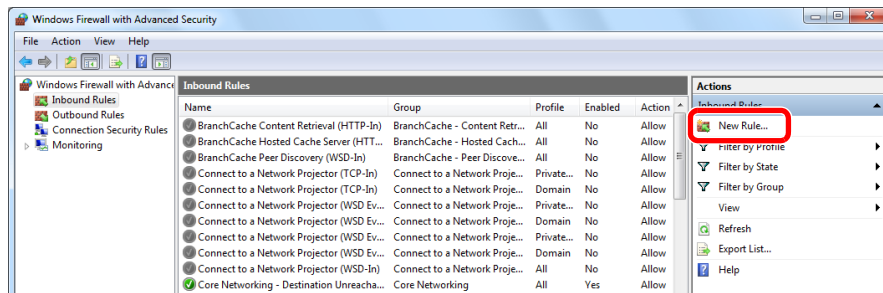 Windows Firewall with Advanced Security
File Action View Help
Windows Firewall with Advance
Inbound Rules
Outbound Rules
Connection Security Rules
Monitoring
Inbound Rules
Name Group Profile Enabled Action
BranchCache Content Retrieval (HTTP-In) BranchCache - Content Retr... All No Allow
BranchCache Hosted Cache Server (HTT... BranchCache - Hosted Cach... All No Allow
BranchCache Peer Discovery (WSD-In) BranchCache - Peer Discove... All No Allow
Connect to a Network Projector (TCP-In) Connect to a Network Proje... Private... No Allow
Connect to a Network Projector (TCP-In) Connect to a Network Proje... Domain No Allow
Connect to a Network Projector (WSD Ev... Connect to a Network Proje... Private... No Allow
Connect to a Network Projector (WSD Ev... Connect to a Network Proje... Domain No Allow
Connect to a Network Projector (WSD Ev... Connect to a Network Proje... Private... No Allow
Connect to a Network Projector (WSD Ev... Connect to a Network Proje... Domain No Allow
Connect to a Network Projector (WSD-In) Connect to a Network Proje... All No Allow
Core Networking - Destination Unreacha... Core Networking All Yes Allow
Actions
Inbound Rules
New Rule...
Filter by Profile
Filter by State
Filter by Group
View
Refresh
Export List...
Help